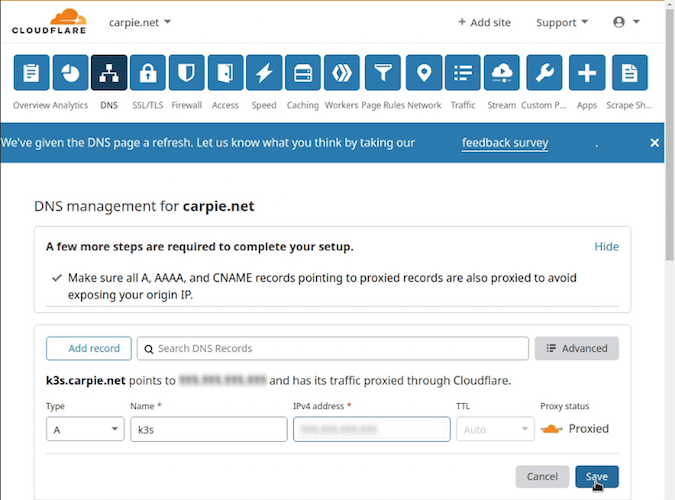 CLOUDFLARE
carpie.net
+ Add site
Support
Overview Analytics DNS SSL/TLS Firewall Access Speed Caching Workers Page Rules Network Traffic Stream Custom P... Apps Scrape Sh...
We've given the DNS page a refresh. Let us know what you think by taking our feedback survey .
DNS management for carpie.net
A few more steps are required to complete your setup.
Hide
Make sure all A, AAAA, and CNAME records pointing to proxied records are also proxied to avoid
exposing your origin IP.
Add record
Search DNS Records
Advanced
k3s.carpie.net points to and has its traffic proxied through Cloudflare.
Type Name * IPv4 address * TTL Proxy status
A k3s Auto Proxied
Cancel Save